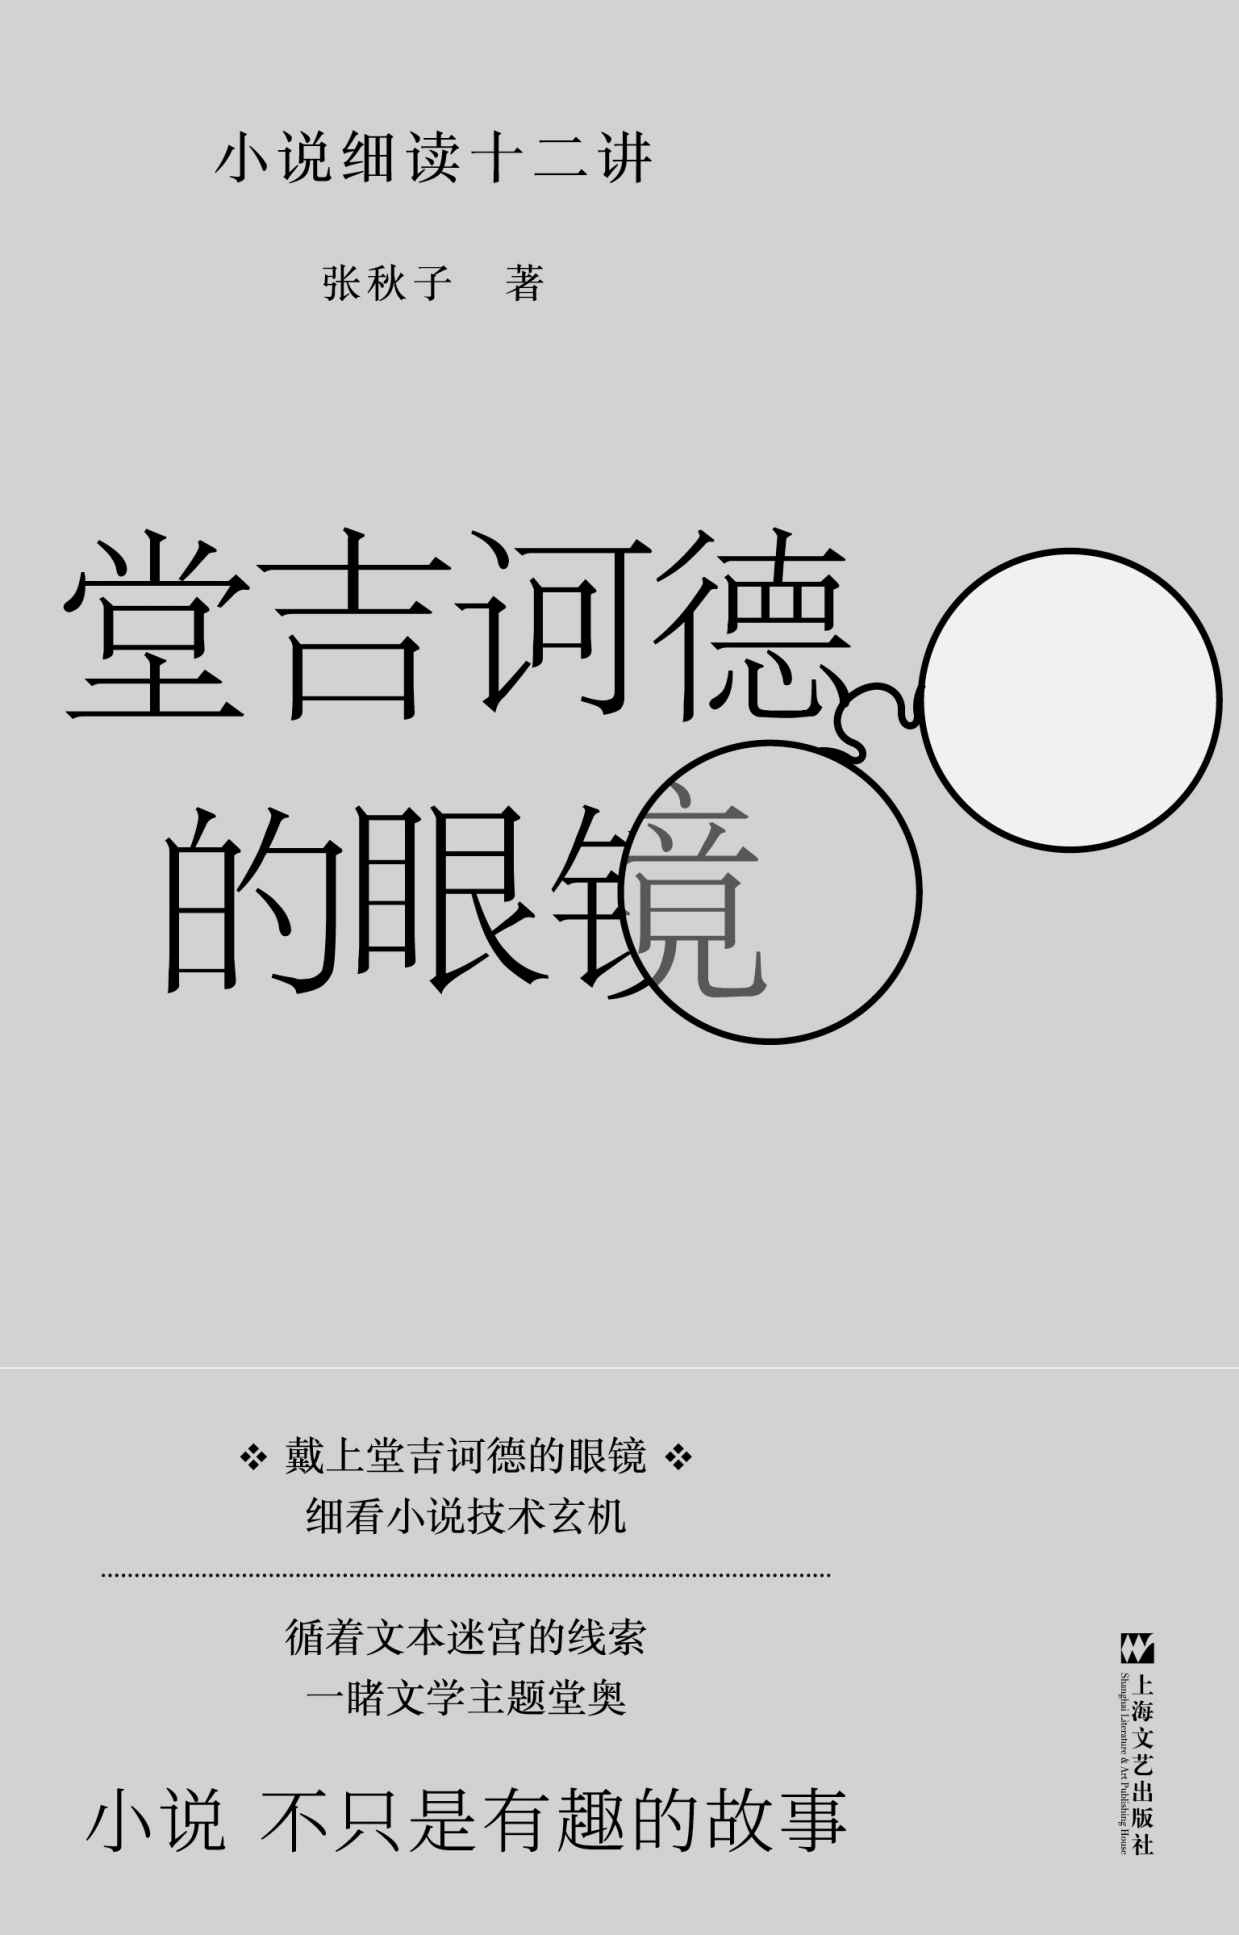 小说细读十二讲
张秋子 著
堂吉诃德
的眼镜
❖ 戴上堂吉诃德的眼镜 ❖
细看小说技术玄机
循着文本迷宫的线索
一睹文学主题堂奥
小说 不只是有趣的故事
上海文艺出版社
Shanghai Literature & Art Publishing House